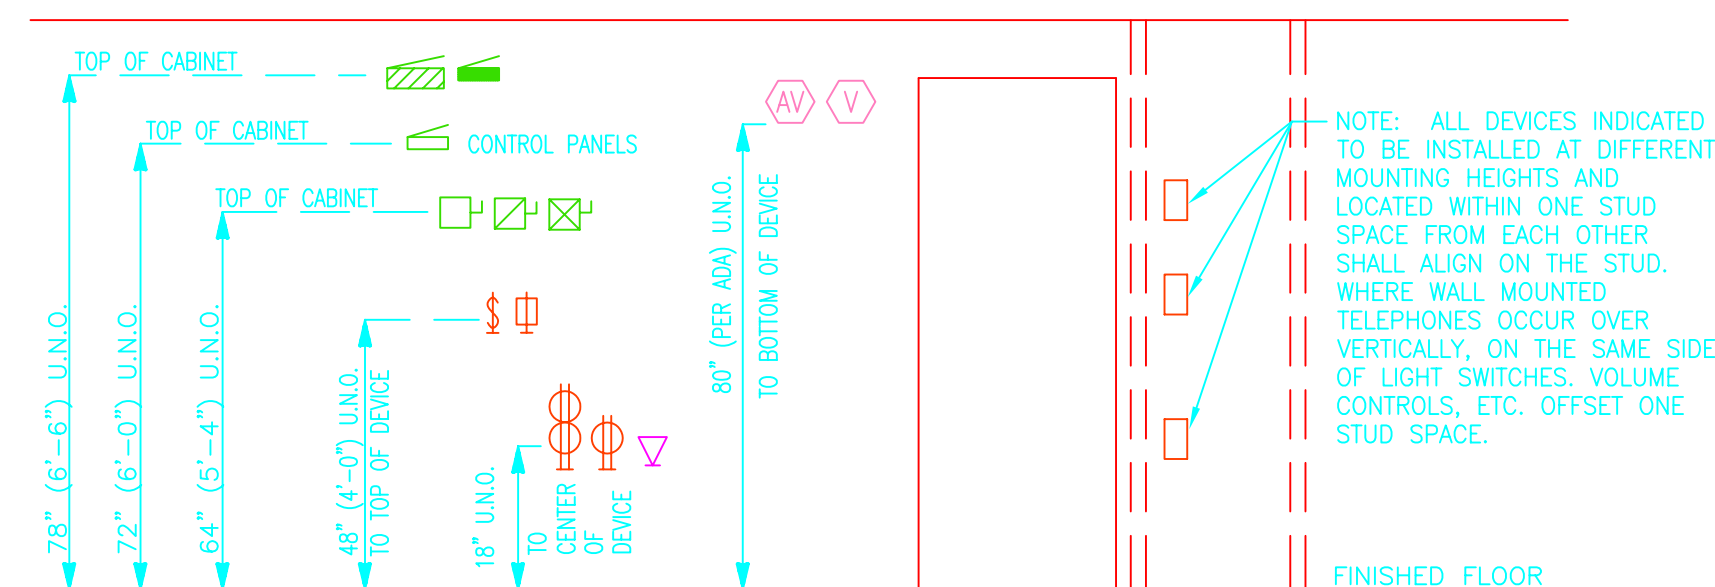 TOP OF CABINET
TOP OF CABINET
CONTROL PANELS
TOP OF CABINET
78" (6'-6") U.N.O.
72" (6'-0") U.N.O.
64" (5'-4") U.N.O.
48" (4'-0") U.N.O.
TO TOP OF DEVICE
18" U.N.O.
TO
CENTER
OF
DEVICE
80" (PER ADA) U.N.O.
TO BOTTOM OF DEVICE
AV
V
NOTE: ALL DEVICES INDICATED
TO BE INSTALLED AT DIFFERENT
MOUNTING HEIGHTS AND
LOCATED WITHIN ONE STUD
SPACE FROM EACH OTHER
SHALL ALIGN ON THE STUD.
WHERE WALL MOUNTED
TELEPHONES OCCUR OVER
VERTICALLY, ON THE SAME SIDE
OF LIGHT SWITCHES. VOLUME
CONTROLS, ETC. OFFSET ONE
STUD SPACE.
FINISHED FLOOR